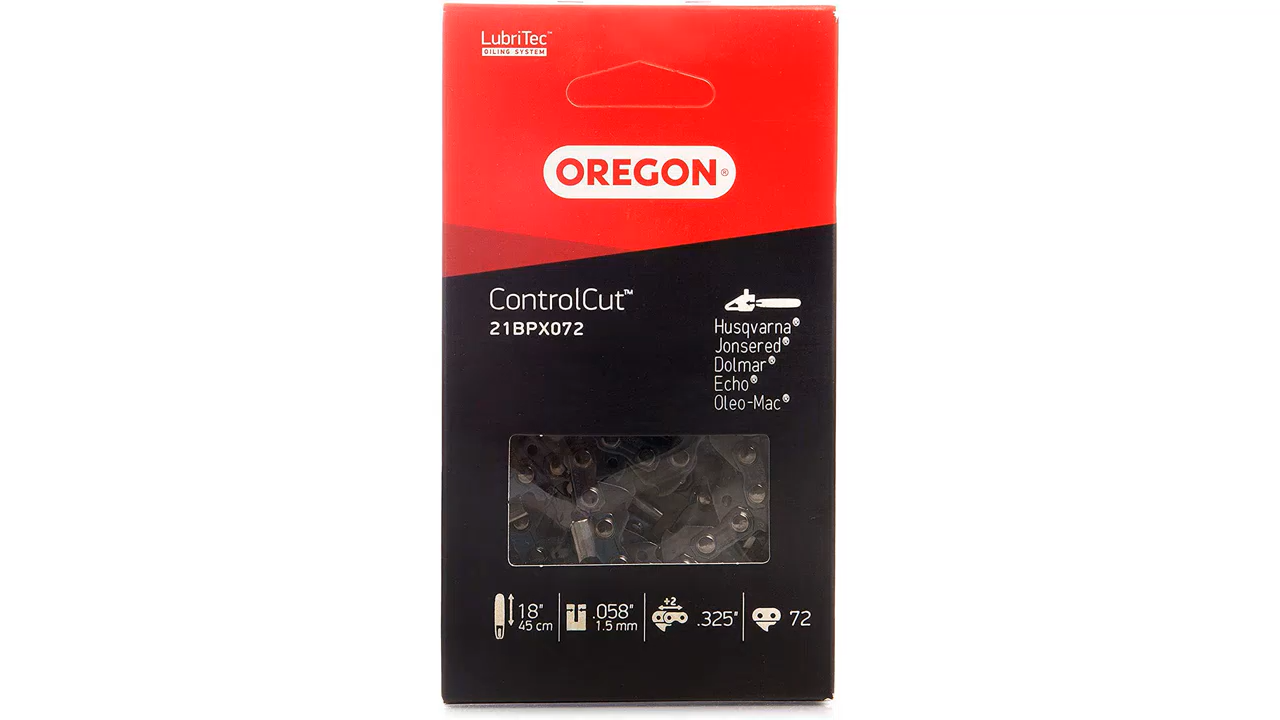 LubriTec™
OILING SYSTEM
OREGON®
ControlCut™
21BPX072
Husqvarna®
Jonsered®
Dolmar®
Echo®
Oleo-Mac®
18"
45 cm
.058"
1.5 mm
÷2
.325"
72